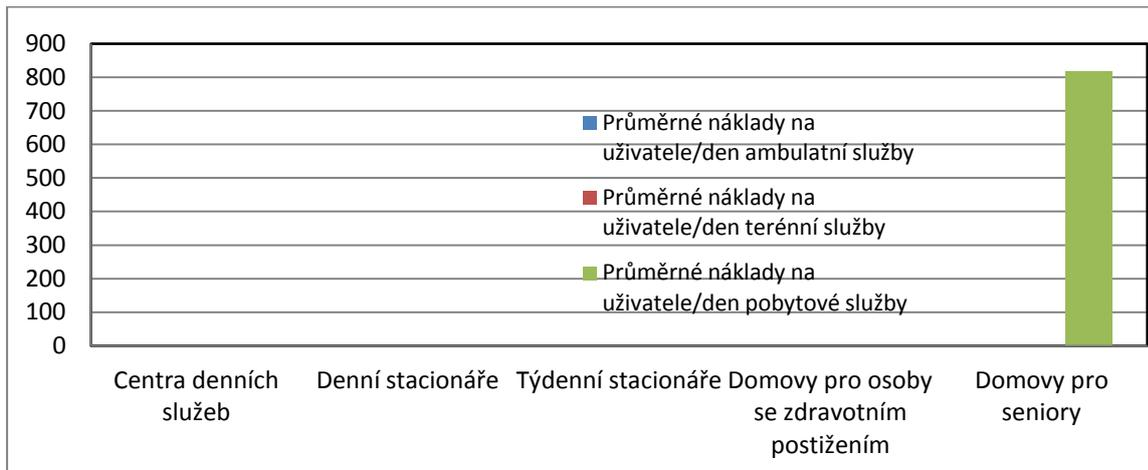 900
800
700
600
500
400
300
200
100
0
Průměrné náklady na
uživatele/den ambulatní služby
Průměrné náklady na
uživatele/den terénní služby
Průměrné náklady na
uživatele/den pobytové služby
Centra denních
služeb
Denní stacionáře
Týdenní stacionáře
Domovy pro osoby
se zdravotním
postižením
Domovy pro
seniory